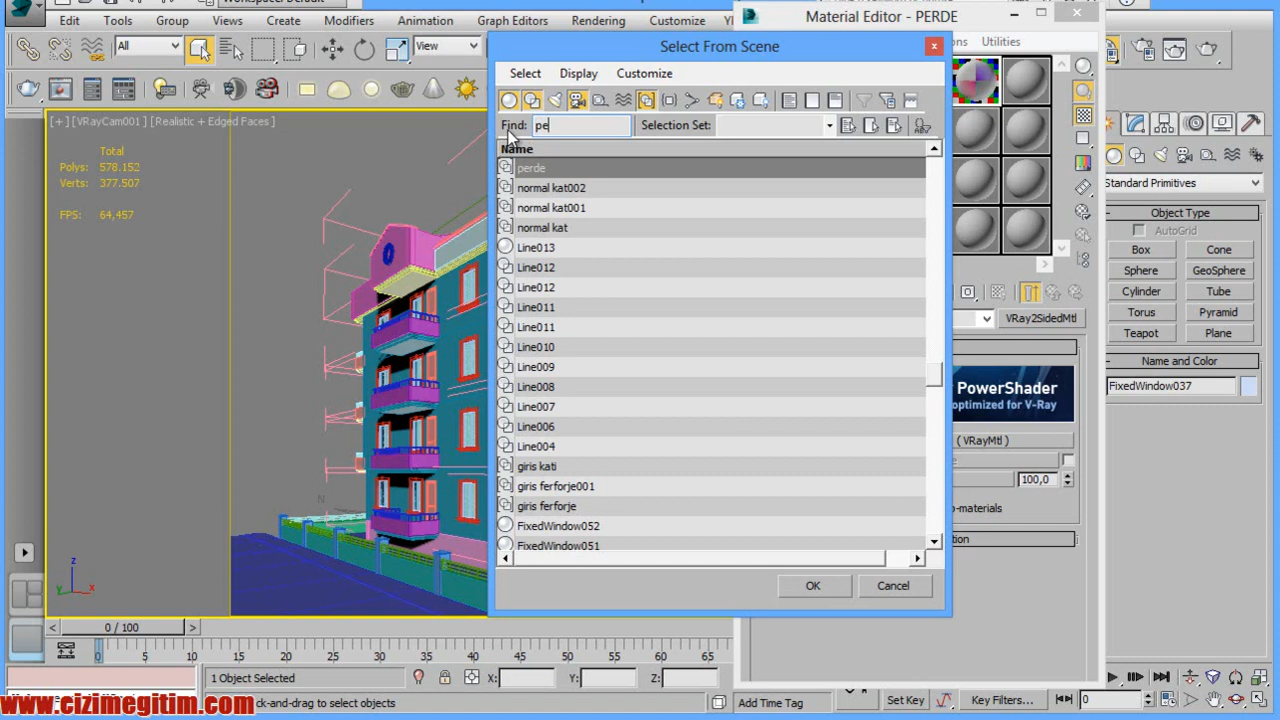 Workspace: Default
Edit Tools Group Views Create Modifiers Animation Graph Editors Rendering Customize
Material Editor - PERDE
Utilities
All
View
Select From Scene
Select Display Customize
Find: pe
Selection Set:
Name
perde
normal kat002
normal kat001
normal kat
Line013
Line012
Line012
Line011
Line011
Line010
Line009
Line008
Line007
Line006
Line004
giris kati
giris ferforje001
giris ferforje
FixedWindow052
FixedWindow051
OK Cancel
[+] [VRayCam001] [Realistic + Edged Faces]
Total
Polys: 578.152
Verts: 377.507
FPS: 64,457
N
z
x
y
VRay2SidedMtl
PowerShader
optimized for V-Ray
( VRayMtl )
100,0
Standard Primitives
Object Type
AutoGrid
Box Cone
Sphere GeoSphere
Cylinder Tube
Torus Pyramid
Teapot Plane
Name and Color
FixedWindow037
< 0 / 100 >
0 5 10 15 20 25 30 35 40 45 50 55 60 65
1 Object Selected
X: Y: Z:
ck-and-drag to select objects
Add Time Tag
Set Key
Key Filters...
0
www.cizimegitim.com